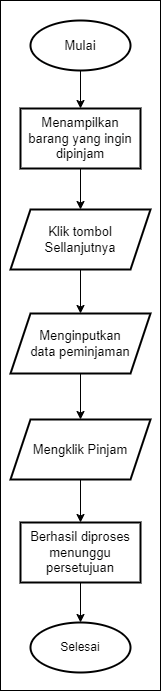 Mulai
Menampilkan
barang yang ingin
dipinjam
Klik tombol
Sellanjutnya
Menginputkan
data peminjaman
Mengklik Pinjam
Berhasil diproses
menunggu
persetujuan
Selesai